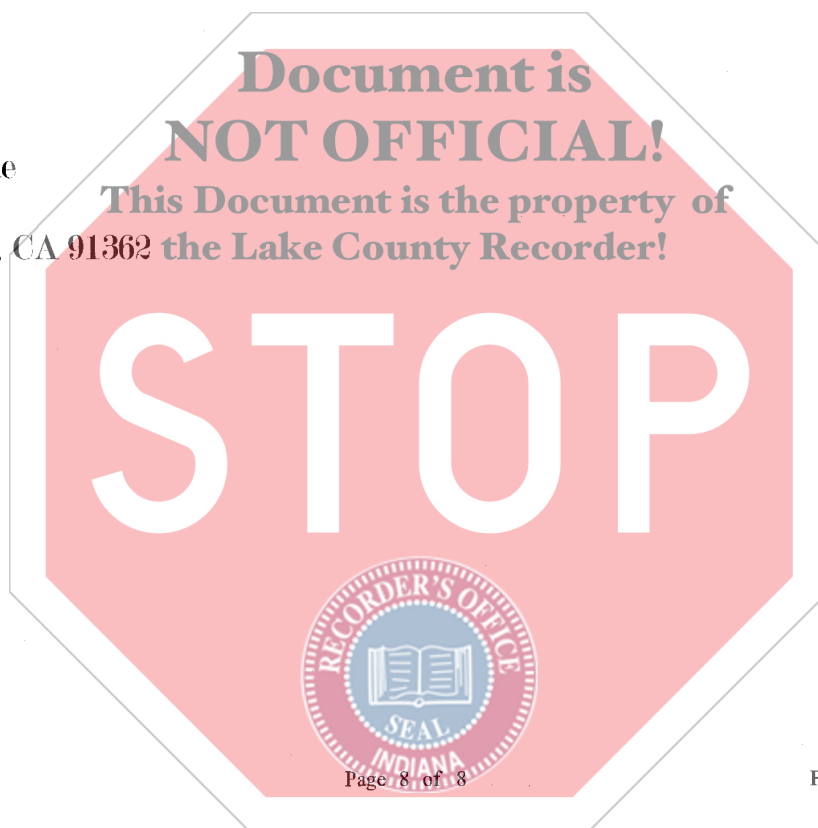 Document is
NOT OFFICIAL!
This Document is the property of
, CA 91362 the Lake County Recorder!
STOP
RECORDER'S OFFICE
SEAL
INDIANA
Page 8 of 8